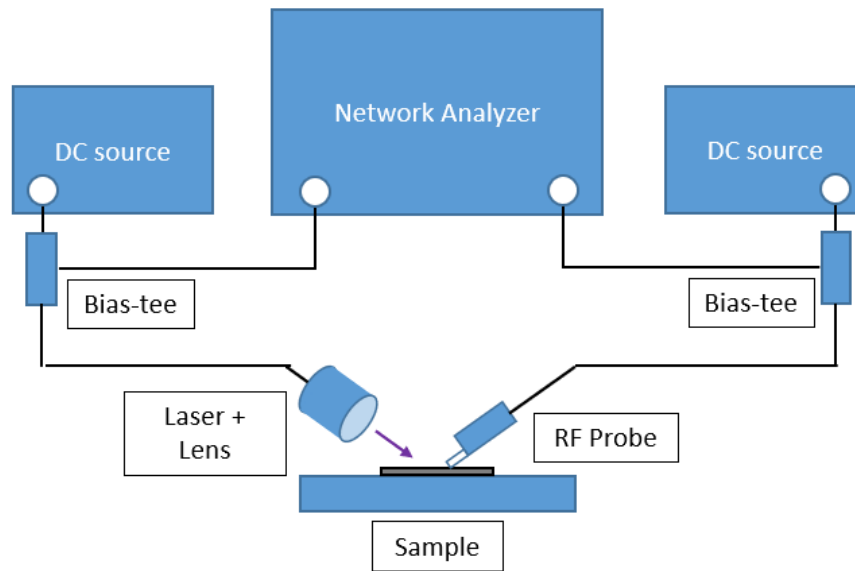 Network Analyzer
DC source
DC source
Bias-tee
Bias-tee
Laser +
Lens
RF Probe
Sample